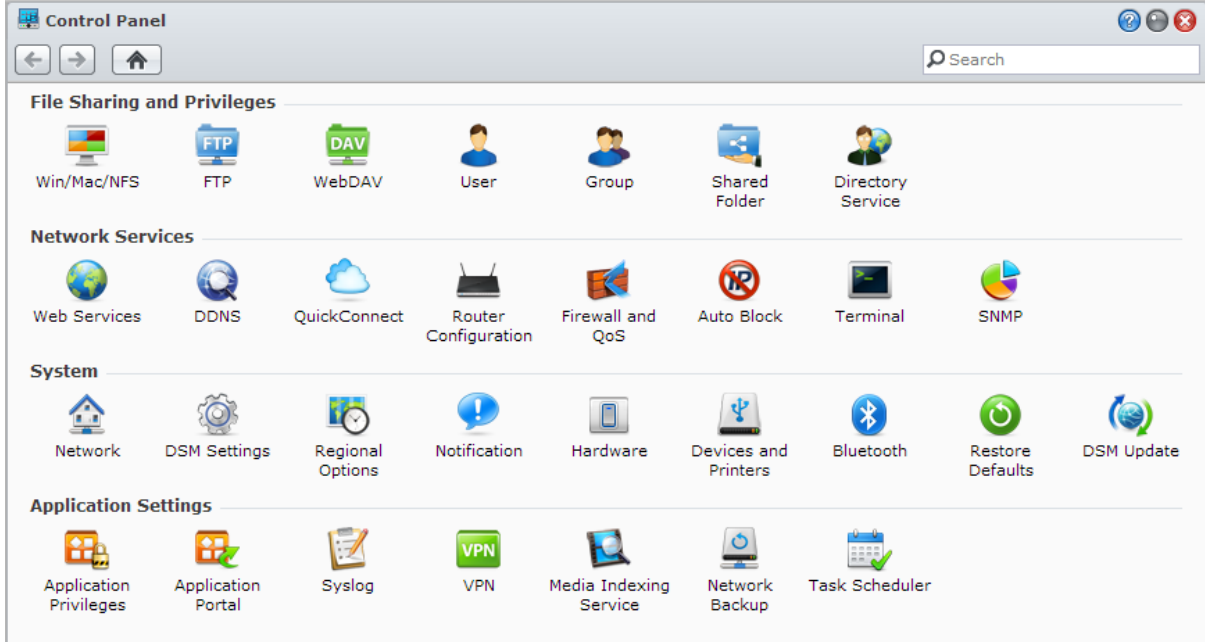 Control Panel
Search
File Sharing and Privileges
FTP
DAV
Win/Mac/NFS FTP WebDAV User Group Shared Directory
Folder Service
Network Services
IP
Web Services DDNS QuickConnect Router Firewall and Auto Block Terminal SNMP
Configuration QoS
System
Network DSM Settings Regional Notification Hardware Devices and Bluetooth Restore DSM Update
Options Printers Defaults
Application Settings
VPN
Application Application Syslog VPN Media Indexing Network Task Scheduler
Privileges Portal Service Backup